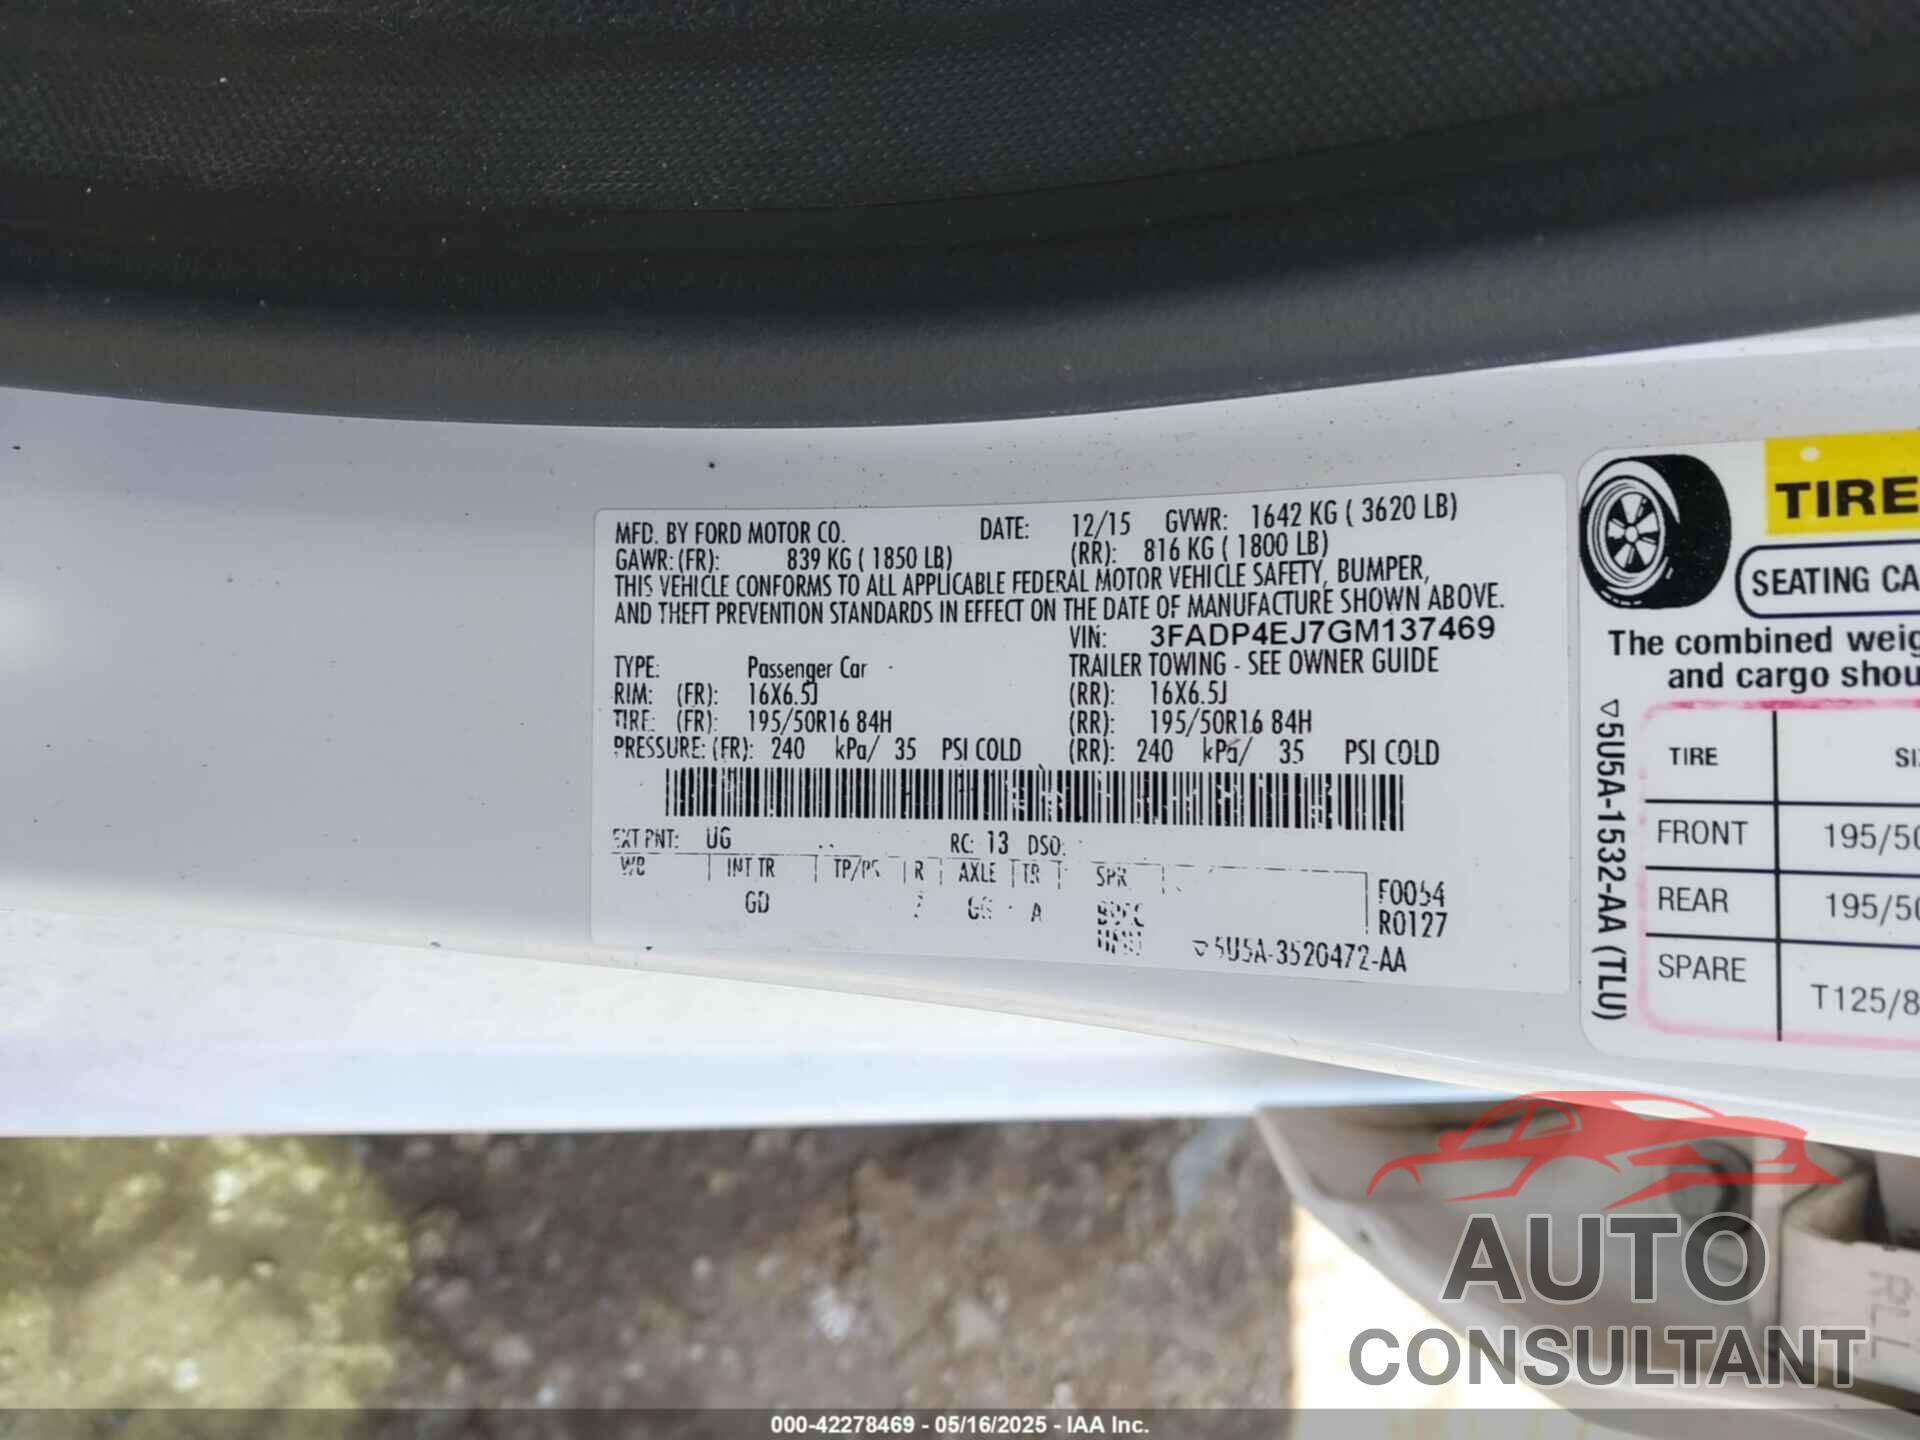 MFD. BY FORD MOTOR CO. DATE: 12/15 GVWR: 1642 KG ( 3620 LB)
GAWR: (FR): 839 KG ( 1850 LB) (RR): 816 KG ( 1800 LB)
THIS VEHICLE CONFORMS TO ALL APPLICABLE FEDERAL MOTOR VEHICLE SAFETY, BUMPER,
AND THEFT PREVENTION STANDARDS IN EFFECT ON THE DATE OF MANUFACTURE SHOWN ABOVE.
VIN: 3FADP4EJ7GM137469
TYPE: Passenger Car TRAILER TOWING - SEE OWNER GUIDE
RIM: (FR): 16X6.5J (RR): 16X6.5J
TIRE: (FR): 195/50R16 84H (RR): 195/50R16 84H
PRESSURE: (FR): 240 kPa/ 35 PSI COLD (RR): 240 kPa/ 35 PSI COLD
EXT PNT: UG RC: 13 DSO:
WB INT TR TP/PS R AXLE TR SPR
GD A
F0054
R0127
5U5A-3520472-AA
TIRE
SEATING CA
The combined weig
and cargo shou
5U5A-1532-AA (TLU)
TIRE SI
FRONT 195/50
REAR 195/50
SPARE T125/8
AUTO
CONSULTANT
000-42278469 - 05/16/2025 - IAA Inc.